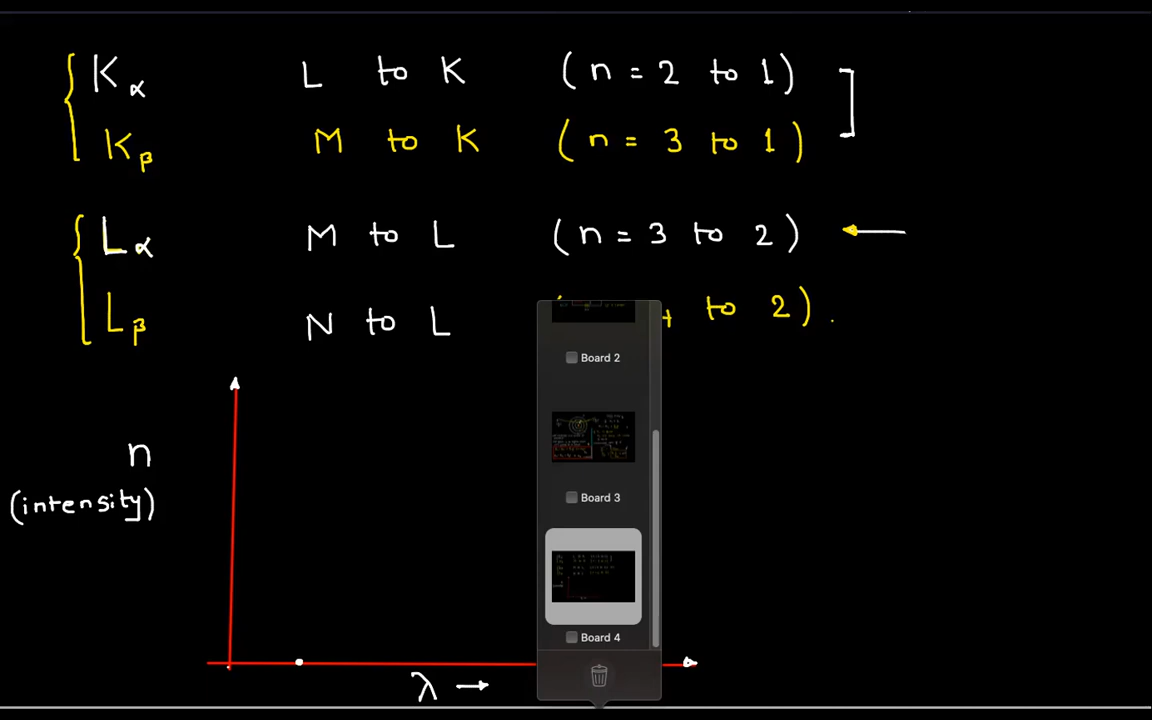 Kα L to K (n = 2 to 1)
Kβ M to K (n = 3 to 1)
Lα M to L (n = 3 to 2)
Lβ N to L to 2)
Board 2
n
(intensity)
Board 3
Board 4
λ →